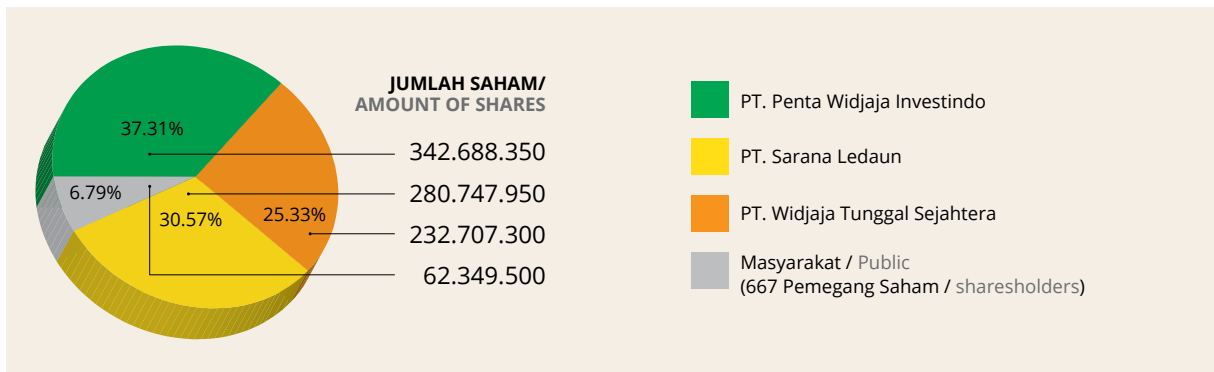 JUMLAH SAHAM/
AMOUNT OF SHARES
37.31%
342.688.350
6.79%
280.747.950
30.57%
25.33%
232.707.300
62.349.500
PT. Penta Widjaja Investindo
PT. Sarana Ledaun
PT. Widjaja Tunggal Sejahtera
Masyarakat / Public
(667 Pemegang Saham / sharesholders)